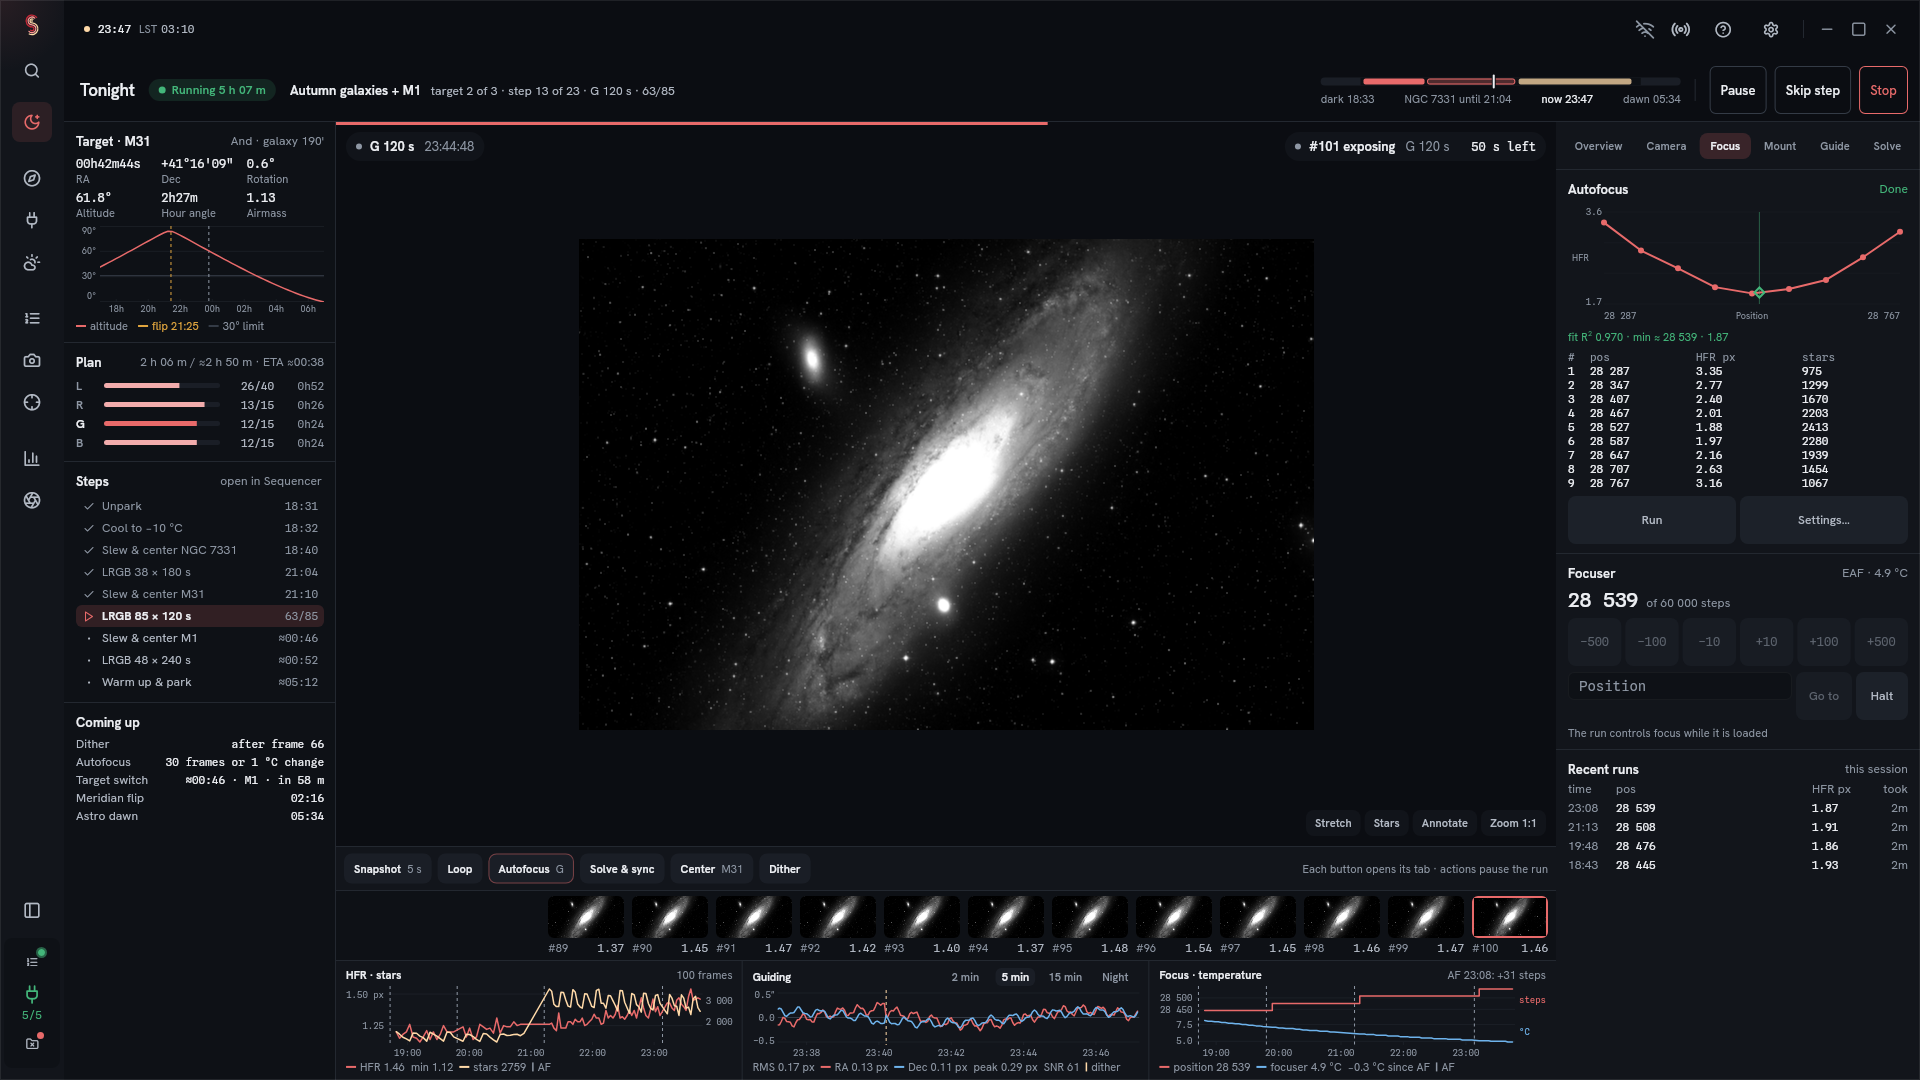 23:47 LST 03:10
Tonight
Running 5 h 07 m
Autumn galaxies + M1 target 2 of 3 · step 13 of 23 · G 120 s · 63/85
dark 18:33 NGC 7331 until 21:04 now 23:47 dawn 05:34
Pause
Skip step
Stop
Target · M31 And · galaxy 190'
00h42m44s +41°16'09" 0.6°
RA Dec Rotation
61.8° 2h27m 1.13
Altitude Hour angle Airmass
90°
60°
30°
0°
18h 20h 22h 00h 02h 04h 06h
altitude flip 21:25 30° limit
Plan 2 h 06 m / ≈2 h 50 m · ETA ≈00:38
L 26/40 0h52
R 13/15 0h26
G 12/15 0h24
B 12/15 0h24
Steps open in Sequencer
Unpark 18:31
Cool to −10 °C 18:32
Slew & center NGC 7331 18:40
LRGB 38 × 180 s 21:04
Slew & center M31 21:10
LRGB 85 × 120 s 63/85
Slew & center M1 ≈00:46
LRGB 48 × 240 s ≈00:52
Warm up & park ≈05:12
Coming up
Dither after frame 66
Autofocus 30 frames or 1 °C change
Target switch ≈00:46 · M1 · in 58 m
Meridian flip 02:16
Astro dawn 05:34
5/5
G 120 s 23:44:48
#101 exposing G 120 s 50 s left
Stretch Stars Annotate Zoom 1:1
Snapshot 5 s Loop Autofocus G Solve & sync Center M31 Dither
Each button opens its tab · actions pause the run
#89 1.37 #90 1.45 #91 1.47 #92 1.42 #93 1.40 #94 1.37 #95 1.48 #96 1.54 #97 1.45 #98 1.46 #99 1.47 #100 1.46
HFR · stars 100 frames
1.50 px
1.25
3 000
2 000
19:00 20:00 21:00 22:00 23:00
HFR 1.46 min 1.12 stars 2759 AF
Guiding 2 min 5 min 15 min Night
0.5"
0.0
−0.5
23:38 23:40 23:42 23:44 23:46
RMS 0.17 px RA 0.13 px Dec 0.11 px peak 0.29 px SNR 61 dither
Focus · temperature AF 23:08: +31 steps
28 500
28 450
7.5
5.0
steps
°C
19:00 20:00 21:00 22:00 23:00
position 28 539 focuser 4.9 °C −0.3 °C since AF AF
Overview Camera Focus Mount Guide Solve
Autofocus Done
3.6
HFR
1.7
28 287 Position 28 767
fit R² 0.970 · min ≈ 28 539 · 1.87
# pos HFR px stars
1 28 287 3.35 975
2 28 347 2.77 1299
3 28 407 2.40 1670
4 28 467 2.01 2203
5 28 527 1.88 2413
6 28 587 1.97 2280
7 28 647 2.16 1939
8 28 707 2.63 1454
9 28 767 3.16 1067
Run Settings...
Focuser EAF · 4.9 °C
28 539 of 60 000 steps
−500 −100 −10 +10 +100 +500
Position Go to Halt
The run controls focus while it is loaded
Recent runs this session
time pos HFR px took
23:08 28 539 1.87 2m
21:13 28 508 1.91 2m
19:48 28 476 1.86 2m
18:43 28 445 1.93 2m